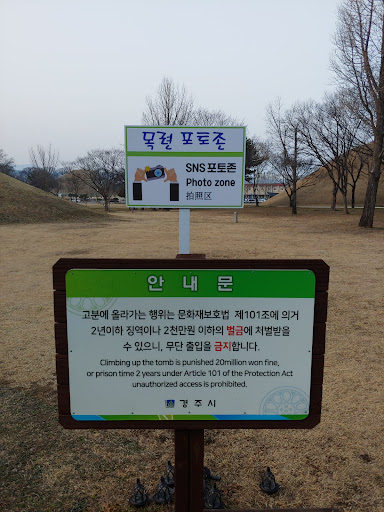 목련 포토존
SNS 포토존
Photo zone
拍照区
안 내 문
고분에 올라가는 행위는 문화재보호법 제101조에 의거
2년이하 징역이나 2천만원 이하의 벌금에 처벌받을
수 있으니, 무단 출입을 금지합니다.
Climbing up the tomb is punished 20million won fine,
or prison time 2 years under Article 101 of the Protection Act
unauthorized access is prohibited.
경 주 시